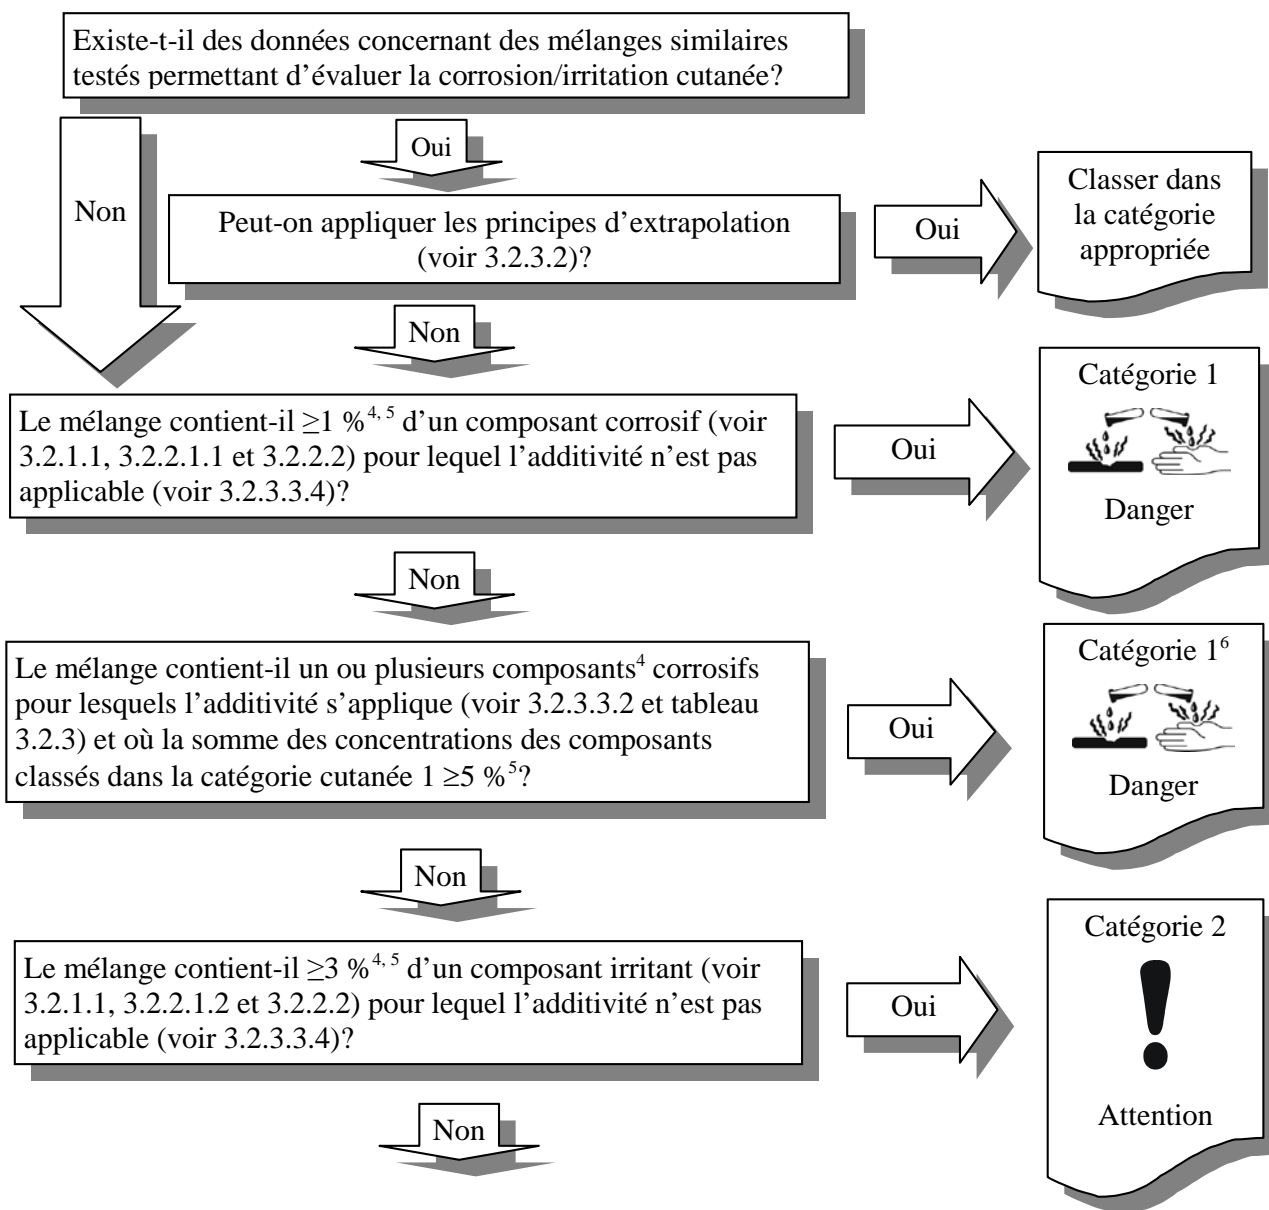 Existe-t-il des données concernant des mélanges similaires
testés permettant d’évaluer la corrosion/irritation cutanée?
Oui
Non
Peut-on appliquer les principes d’extrapolation
(voir 3.2.3.2)?
Oui
Classer dans
la catégorie
appropriée
Non
Le mélange contient-il ≥1 %⁴, ⁵ d’un composant corrosif (voir
3.2.1.1, 3.2.2.1.1 et 3.2.2.2) pour lequel l’additivité n’est pas
applicable (voir 3.2.3.3.4)?
Oui
Catégorie 1
Danger
Non
Le mélange contient-il un ou plusieurs composants⁴ corrosifs
pour lesquels l’additivité s’applique (voir 3.2.3.3.2 et tableau
3.2.3) et où la somme des concentrations des composants
classés dans la catégorie cutanée 1 ≥5 %⁵?
Oui
Catégorie 1⁶
Danger
Non
Le mélange contient-il ≥3 %⁴, ⁵ d’un composant irritant (voir
3.2.1.1, 3.2.2.1.2 et 3.2.2.2) pour lequel l’additivité n’est pas
applicable (voir 3.2.3.3.4)?
Oui
Catégorie 2
Attention
Non